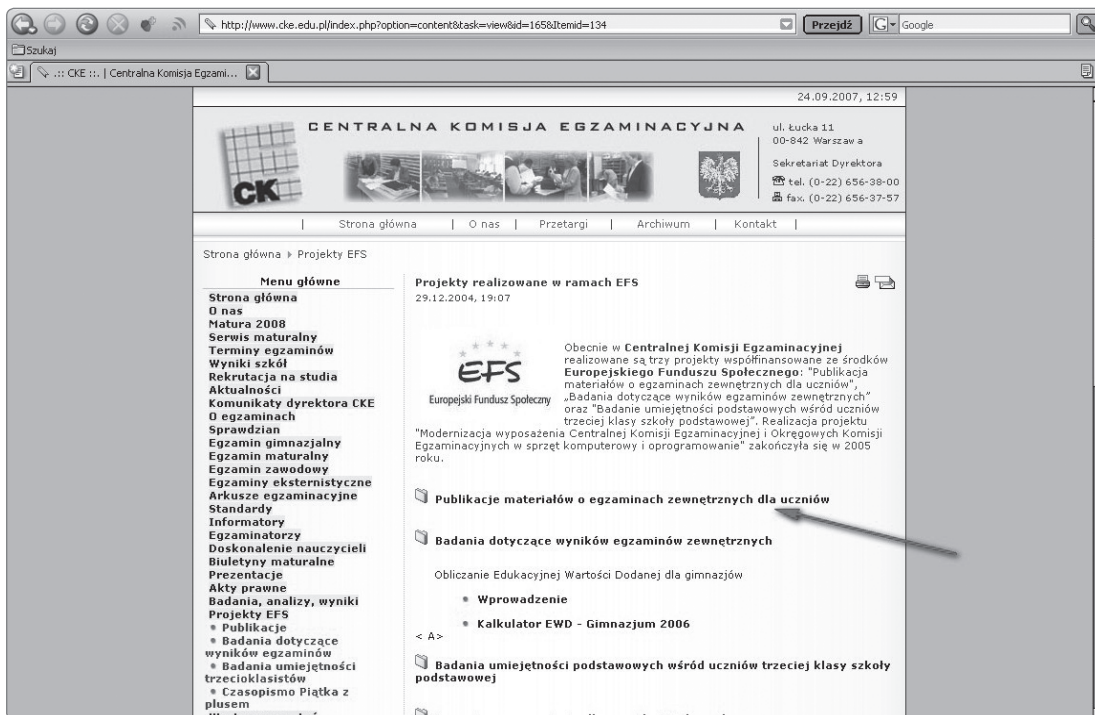 http://www.cke.edu.pl/index.php?option=content&task=view&id=165&Itemid=134
Przejdź
G
Google
Szukaj
.:: CKE ::. | Centralna Komisja Egzami...
24.09.2007, 12:59
CENTRALNA KOMISJA EGZAMINACYJNA
CK
ul. Łucka 11
00-842 Warszawa
Sekretariat Dyrektora
tel. (0-22) 656-38-00
fax. (0-22) 656-37-57
| Strona główna | O nas | Przetargi | Archiwum | Kontakt |
Strona główna Projekty EFS
Menu główne
Strona główna
O nas
Matura 2008
Serwis maturalny
Terminy egzaminów
Wyniki szkół
Rekrutacja na studia
Aktualności
Komunikaty dyrektora CKE
O egzaminach
Sprawdzian
Egzamin gimnazjalny
Egzamin maturalny
Egzamin zawodowy
Egzaminy eksternistyczne
Arkusze egzaminacyjne
Standardy
Informatory
Egzaminatorzy
Doskonalenie nauczycieli
Biuletyny maturalne
Prezentacje
Akty prawne
Badania, analizy, wyniki
Projekty EFS
Publikacje
Badania dotyczące
wyników egzaminów
Badania umiejętności
trzecioklasistów
Czasopismo Piątka z
plusem
Projekty realizowane w ramach EFS
29.12.2004, 19:07
EFS
Europejski Fundusz Społeczny
Obecnie w Centralnej Komisji Egzaminacyjnej
realizowane są trzy projekty współfinansowane ze środków
Europejskiego Funduszu Społecznego: "Publikacja
materiałów o egzaminach zewnętrznych dla uczniów",
„Badania dotyczące wyników egzaminów zewnętrznych"
oraz "Badanie umiejętności podstawowych wśród uczniów
trzeciej klasy szkoły podstawowej". Realizacja projektu
"Modernizacja wyposażenia Centralnej Komisji Egzaminacyjnej i Okręgowych Komisji
Egzaminacyjnych w sprzęt komputerowy i oprogramowanie" zakończyła się w 2005
roku.
Publikacje materiałów o egzaminach zewnętrznych dla uczniów
Badania dotyczące wyników egzaminów zewnętrznych
Obliczanie Edukacyjnej Wartości Dodanej dla gimnazjów
Wprowadzenie
Kalkulator EWD - Gimnazjum 2006
< A>
Badania umiejętności podstawowych wśród uczniów trzeciej klasy szkoły
podstawowej